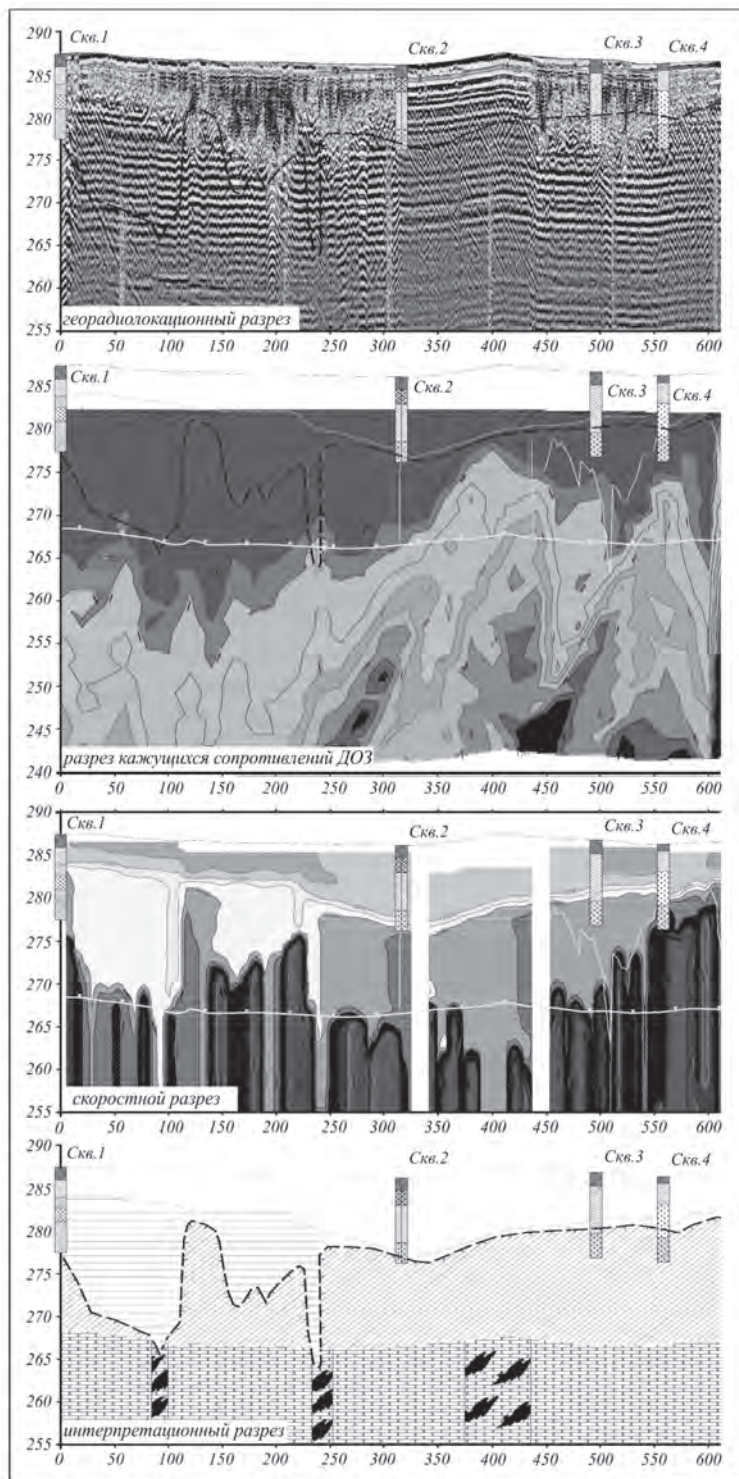 290
Скв.1
Скв.2
Скв.3
Скв.4
285
280
275
270
265
260
255
георадиолокационный разрез
0 50 100 150 200 250 300 350 400 450 500 550 600
285
Скв.1
Скв.2
Скв.3
Скв.4
280
275
270
265
260
255
250
245
240
разрез кажущихся сопротивлений ДОЗ
0 50 100 150 200 250 300 350 400 450 500 550 600
290
Скв.1
Скв.2
Скв.3
Скв.4
285
280
275
270
265
260
255
скоростной разрез
0 50 100 150 200 250 300 350 400 450 500 550 600
290
Скв.1
Скв.2
Скв.3
Скв.4
285
280
275
270
265
260
255
интерпретационный разрез
0 50 100 150 200 250 300 350 400 450 500 550 600